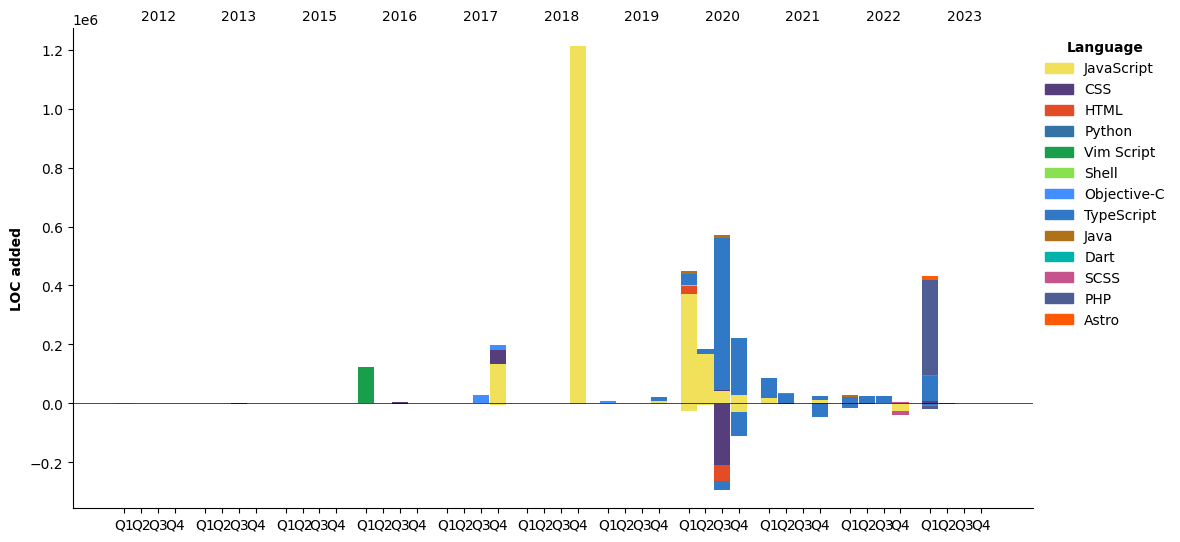 2012 2013 2015 2016 2017 2018 2019 2020 2021 2022 2023
1e6
Language
JavaScript
CSS
HTML
Python
Vim Script
Shell
Objective-C
TypeScript
Java
Dart
SCSS
PHP
Astro
LOC added
1.2
1.0
0.8
0.6
0.4
0.2
0.0
−0.2
Q1Q2Q3Q4 Q1Q2Q3Q4 Q1Q2Q3Q4 Q1Q2Q3Q4 Q1Q2Q3Q4 Q1Q2Q3Q4 Q1Q2Q3Q4 Q1Q2Q3Q4 Q1Q2Q3Q4 Q1Q2Q3Q4 Q1Q2Q3Q4